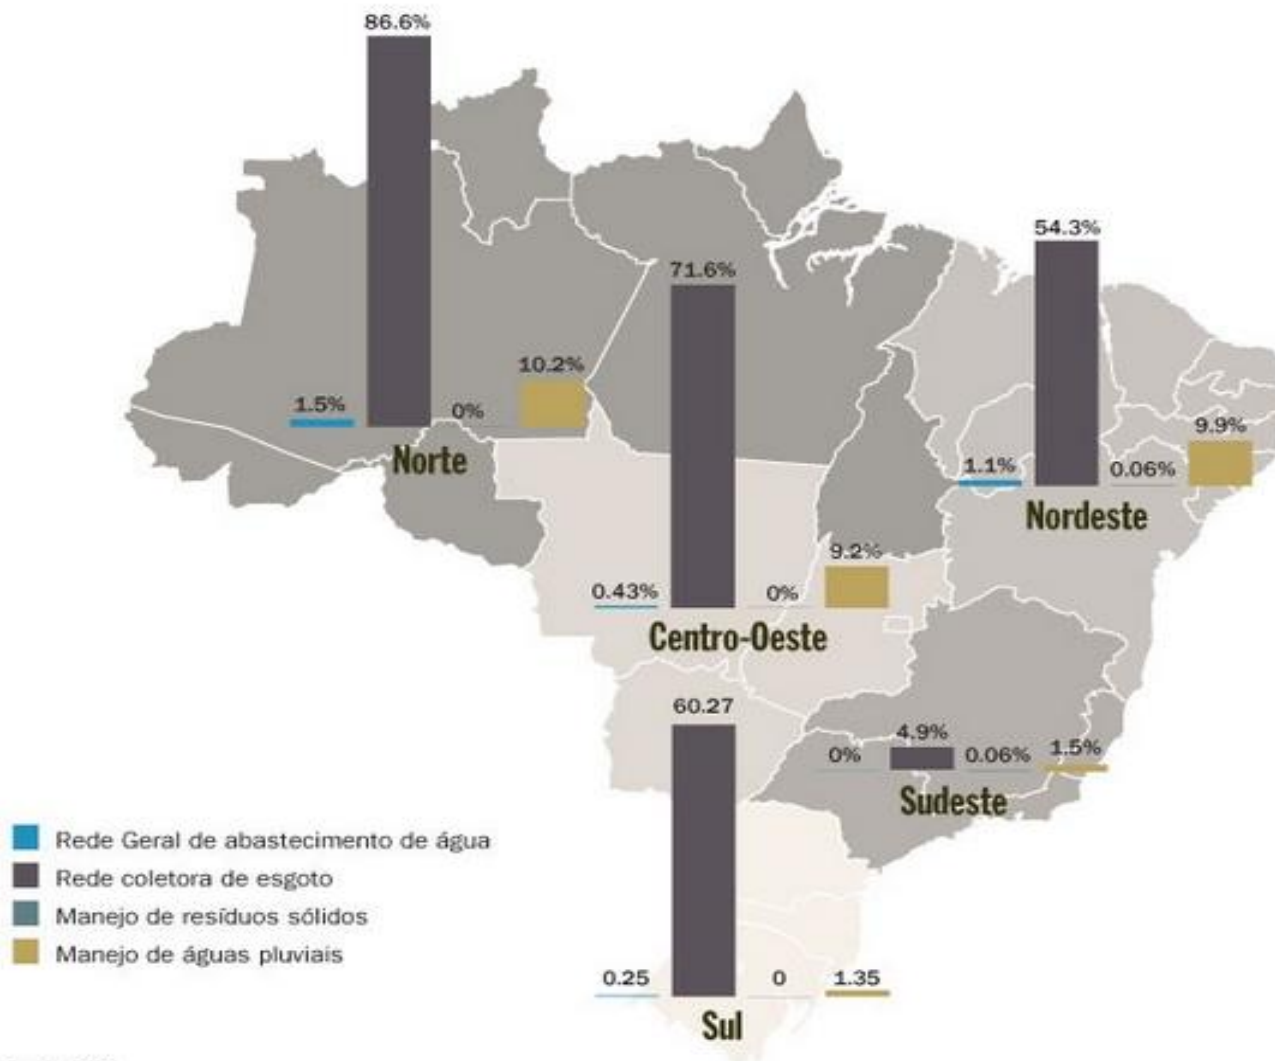 86.6%
1.5%
0%
10.2%
Norte
71.6%
0.43%
0%
9.2%
Centro-Oeste
54.3%
1.1%
0.06%
9.9%
Nordeste
4.9%
0%
0.06%
1.5%
Sudeste
60.27
0.25
0
1.35
Sul
Rede Geral de abastecimento de água
Rede coletora de esgoto
Manejo de resíduos sólidos
Manejo de águas pluviais